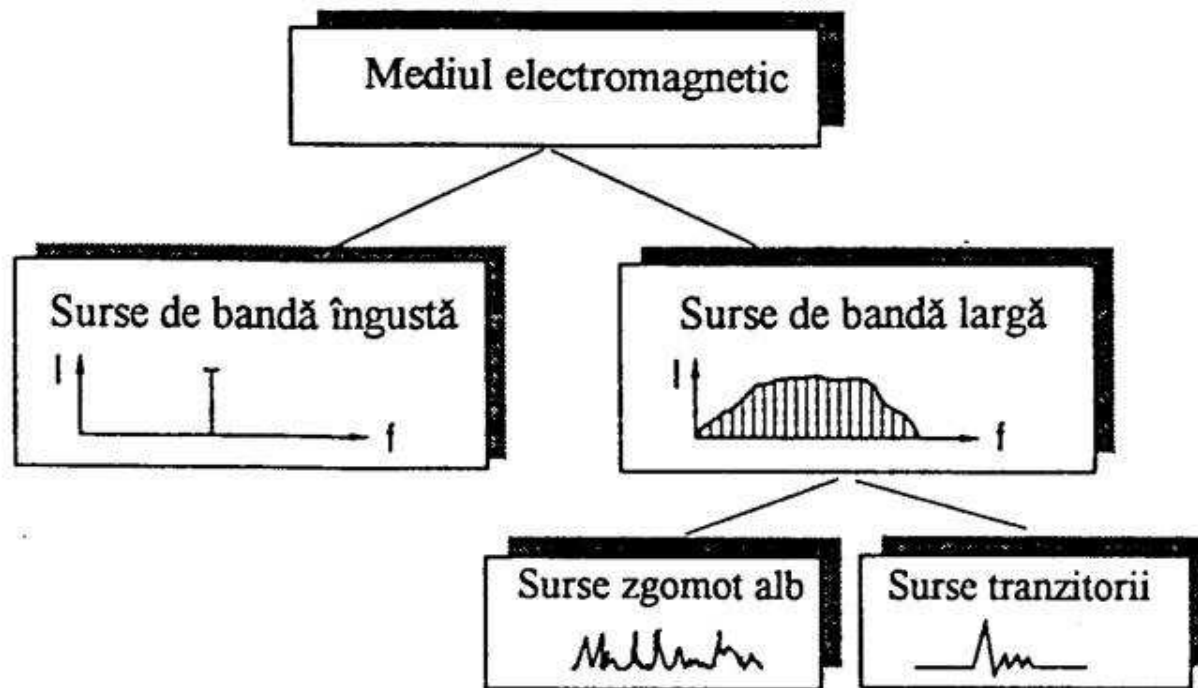 Mediul electromagnetic
Surse de bandă îngustă
I
f
Surse de bandă largă
I
f
Surse zgomot alb
Surse tranzitorii